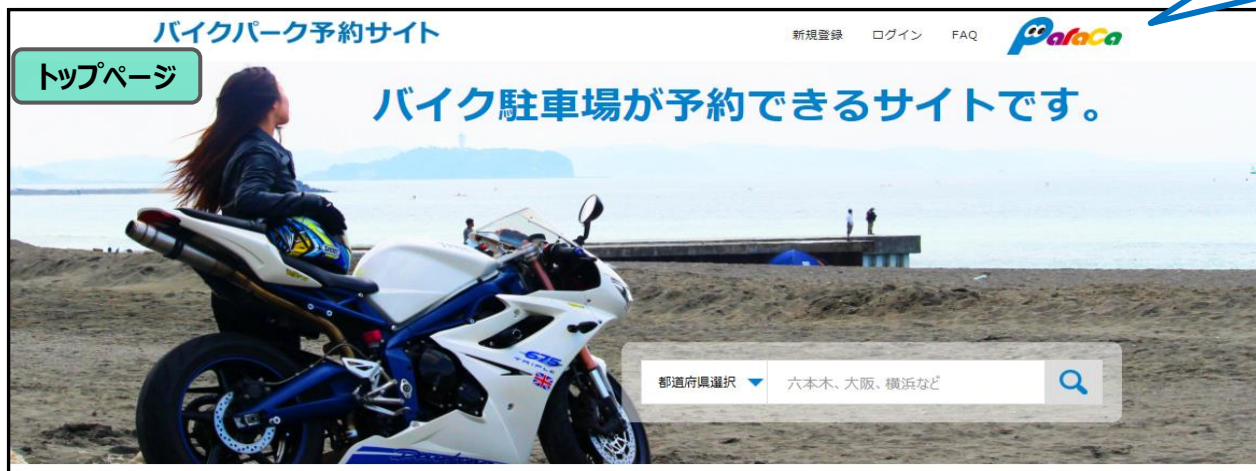 バイクパーク予約サイト
新規登録 ログイン FAQ ParaCa
トップページ
バイク駐車場が予約できるサイトです。
675
TRIPLE
都道府県選択 六本木、大阪、横浜など
Daytona